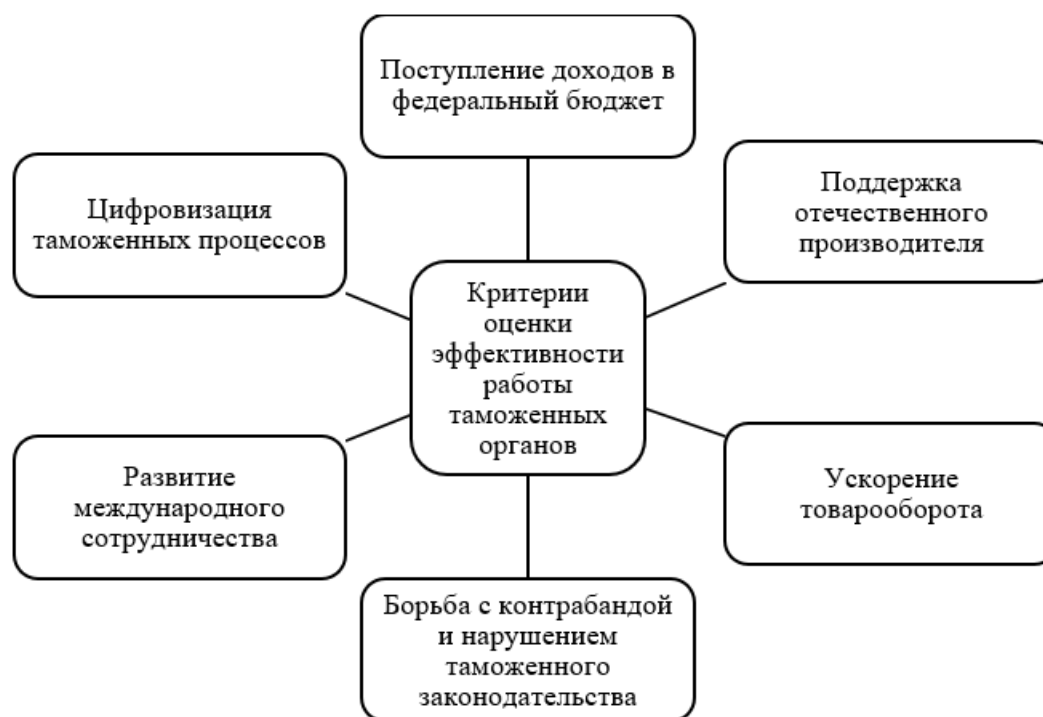 Поступление доходов в
федеральный бюджет
Цифровизация
таможенных процессов
Поддержка
отечественного
производителя
Критерии
оценки
эффективности
работы
таможенных
органов
Развитие
международного
сотрудничества
Ускорение
товарооборота
Борьба с контрабандой
и нарушением
таможенного
законодательства